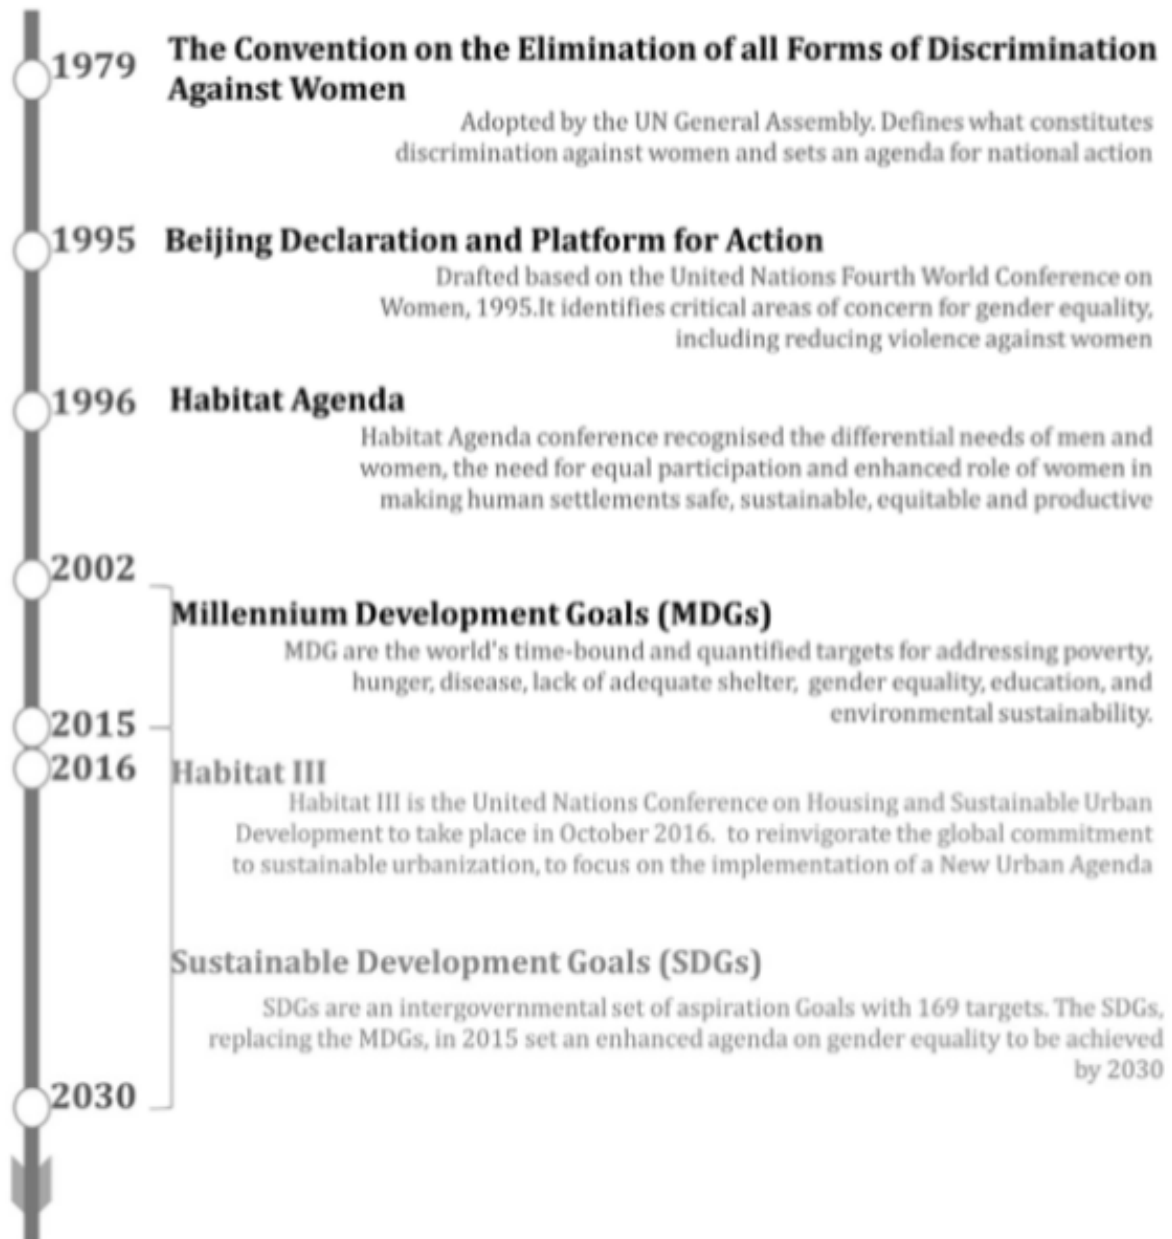 1979
The Convention on the Elimination of all Forms of Discrimination
Against Women
Adopted by the UN General Assembly. Defines what constitutes
discrimination against women and sets an agenda for national action
1995
Beijing Declaration and Platform for Action
Drafted based on the United Nations Fourth World Conference on
Women, 1995.It identifies critical areas of concern for gender equality,
including reducing violence against women
1996
Habitat Agenda
Habitat Agenda conference recognised the differential needs of men and
women, the need for equal participation and enhanced role of women in
making human settlements safe, sustainable, equitable and productive
2002
Millennium Development Goals (MDGs)
MDG are the world's time-bound and quantified targets for addressing poverty,
hunger, disease, lack of adequate shelter, gender equality, education, and
environmental sustainability.
2015
2016
Habitat III
Habitat III is the United Nations Conference on Housing and Sustainable Urban
Development to take place in October 2016. to reinvigorate the global commitment
to sustainable urbanization, to focus on the implementation of a New Urban Agenda
Sustainable Development Goals (SDGs)
SDGs are an intergovernmental set of aspiration Goals with 169 targets. The SDGs,
replacing the MDGs, in 2015 set an enhanced agenda on gender equality to be achieved
by 2030
2030